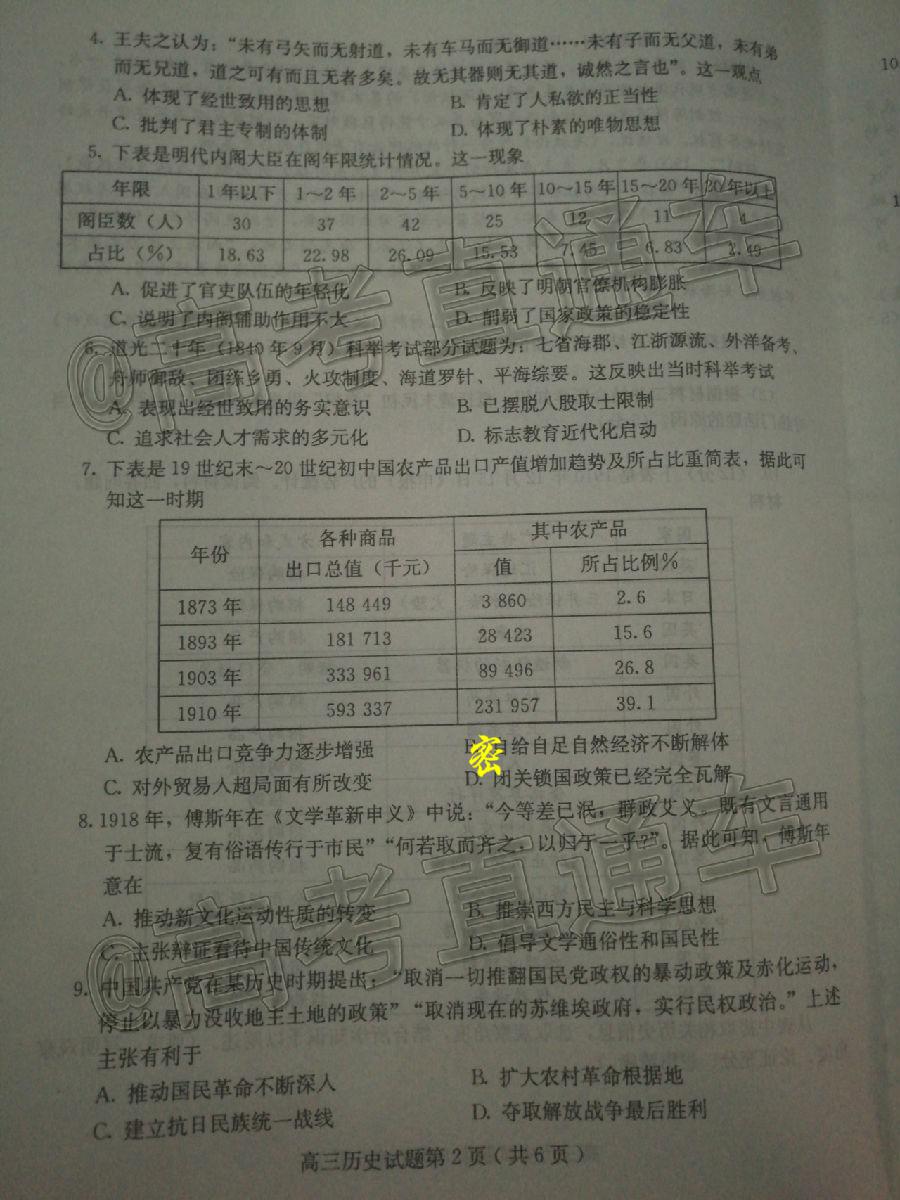 4. 王夫之认为：“未有弓矢而无射道，未有车马而无御道……未有子而无父道，未有弟
而无兄道，道之可有而且无者多矣。故无其器则无其道，诚然之言也”。这一观点
A. 体现了经世致用的思想 B. 肯定了人私欲的正当性
C. 批判了君主专制的体制 D. 体现了朴素的唯物思想
5. 下表是明代内阁大臣在阁年限统计情况。这一现象
年限 1年以下 1～2年 2～5年 5～10年 10～15年 15～20年 20年以上
阁臣数（人） 30 37 42 25 12 11 4
占比（%） 18.63 22.98 26.09 15.53 7.45 6.83 2.49
A. 促进了官吏队伍的年轻化 B. 反映了明朝官僚机构膨胀
C. 说明了内阁辅助作用不大 D. 削弱了国家政策的稳定性
6. 道光二十年（1840年9月）科举考试部分试题为：七省海郡、江浙源流、外洋备考、
舟师御敌、团练乡勇、火攻制度、海道罗针、平海综要。这反映出当时科举考试
A. 表现出经世致用的务实意识 B. 已摆脱八股取士限制
C. 追求社会人才需求的多元化 D. 标志教育近代化启动
7. 下表是19世纪末～20世纪初中国农产品出口产值增加趋势及所占比重简表，据此可
知这一时期
年份 各种商品 其中农产品
出口总值（千元） 值 所占比例%
1873年 148 449 3 860 2.6
1893年 181 713 28 423 15.6
1903年 333 961 89 496 26.8
1910年 593 337 231 957 39.1
A. 农产品出口竞争力逐步增强 自给自足自然经济不断解体
密
C. 对外贸易人超局面有所改变 D. 闭关锁国政策已经完全瓦解
8. 1918年，傅斯年在《文学革新申义》中说：“今等差已泯，群政艾义。既有文言通用
于士流，复有俗语传行于市民”“何若取而齐之，以归于一乎?”。据此可知，傅斯年
意在
A. 推动新文化运动性质的转变 B. 推崇西方民主与科学思想
C. 主张辩证看待中国传统文化 D. 倡导文学通俗性和国民性
9. 中国共产党在某历史时期提出：“取消一切推翻国民党政权的暴动政策及赤化运动，
停止以暴力没收地主土地的政策”“取消现在的苏维埃政府，实行民权政治。”上述
主张有利于
A. 推动国民革命不断深入 B. 扩大农村革命根据地
C. 建立抗日民族统一战线 D. 夺取解放战争最后胜利
高三历史试题第2页（共6页）
@高考直通车
@高考直通车
10
1